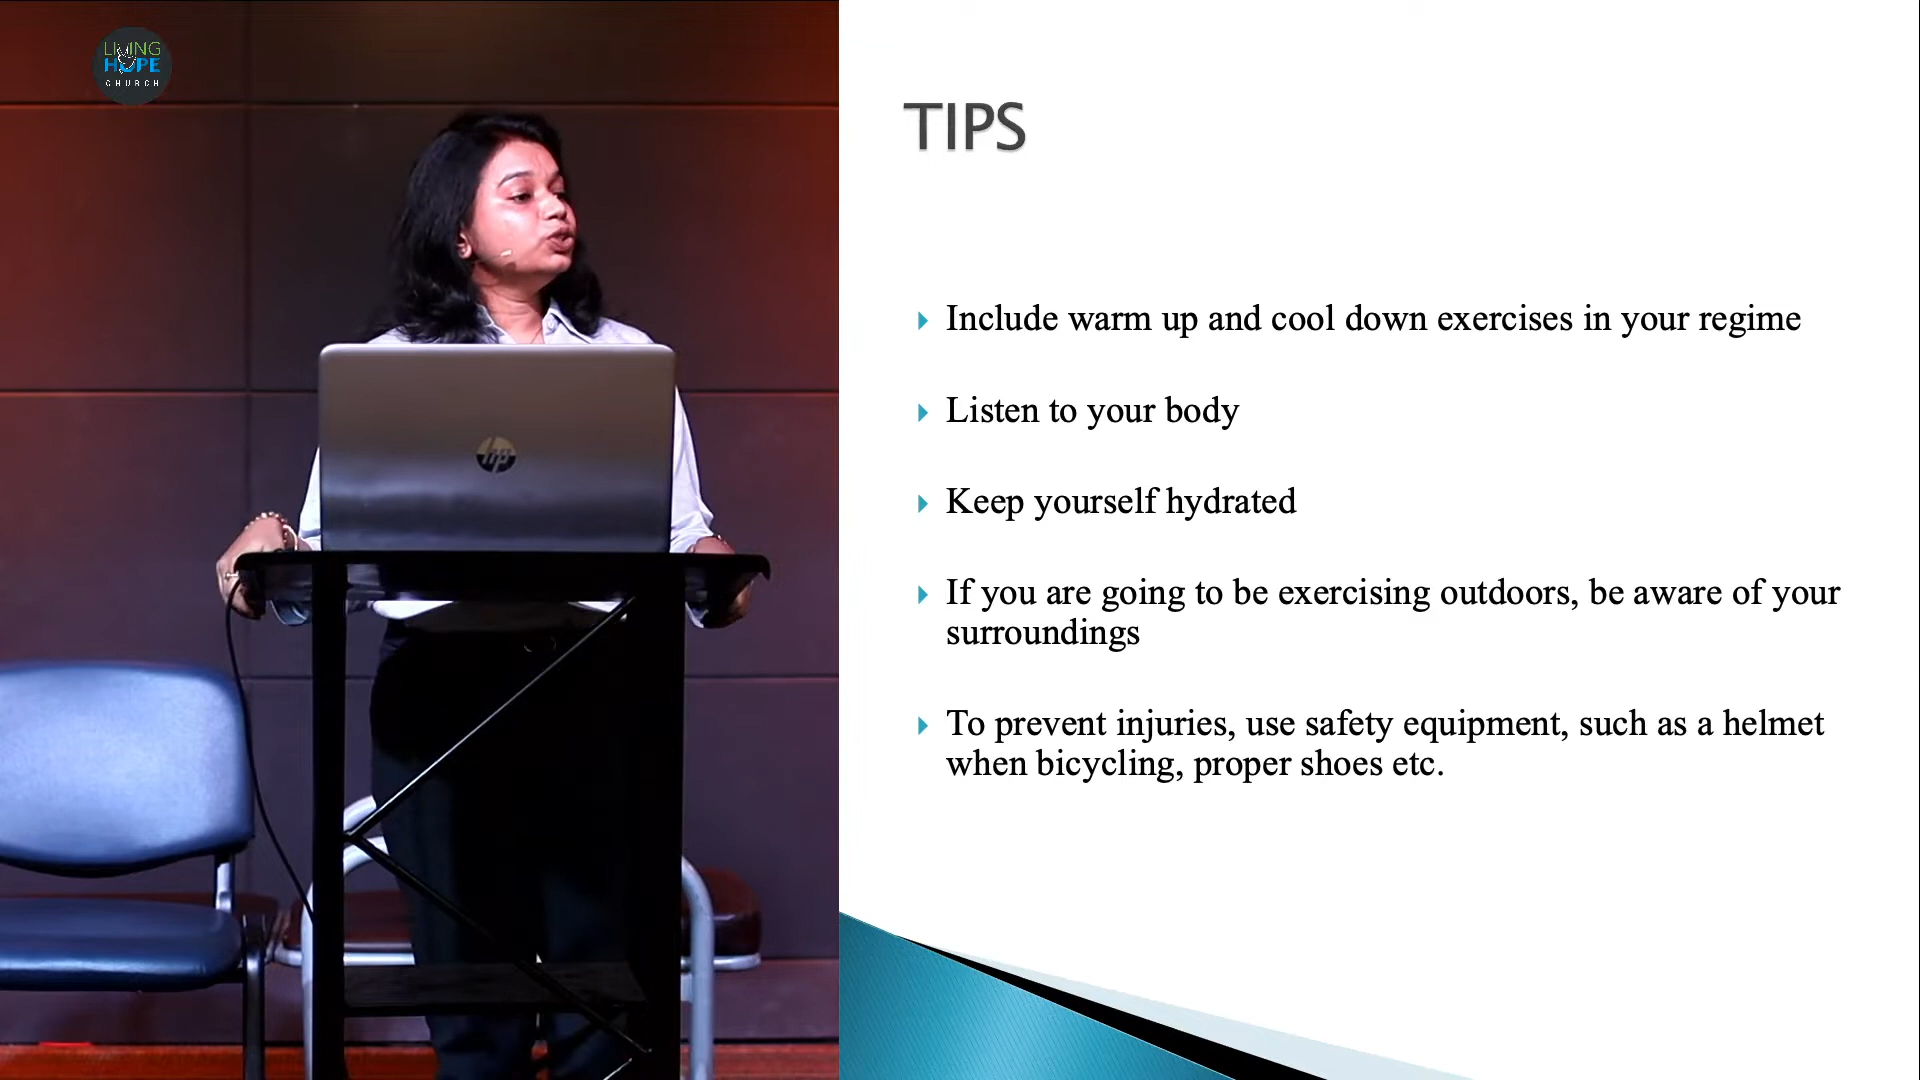 LIVING
HOPE
CHURCH
TIPS
Include warm up and cool down exercises in your regime
Listen to your body
Keep yourself hydrated
If you are going to be exercising outdoors, be aware of your
surroundings
To prevent injuries, use safety equipment, such as a helmet
when bicycling, proper shoes etc.
hp